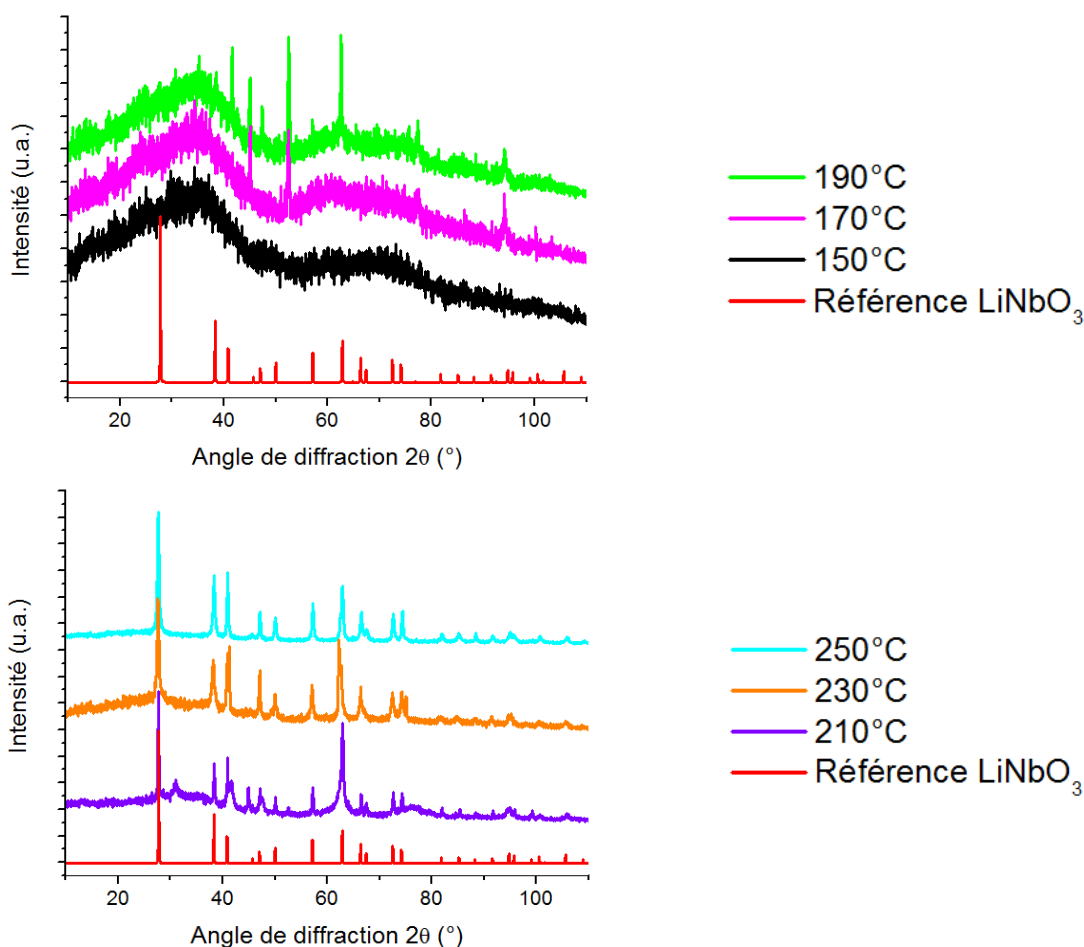 Intensité (u.a.)
20 40 60 80 100
Angle de diffraction 2θ (°)
190°C
170°C
150°C
Référence LiNbO₃
Intensité (u.a.)
20 40 60 80 100
Angle de diffraction 2θ (°)
250°C
230°C
210°C
Référence LiNbO₃